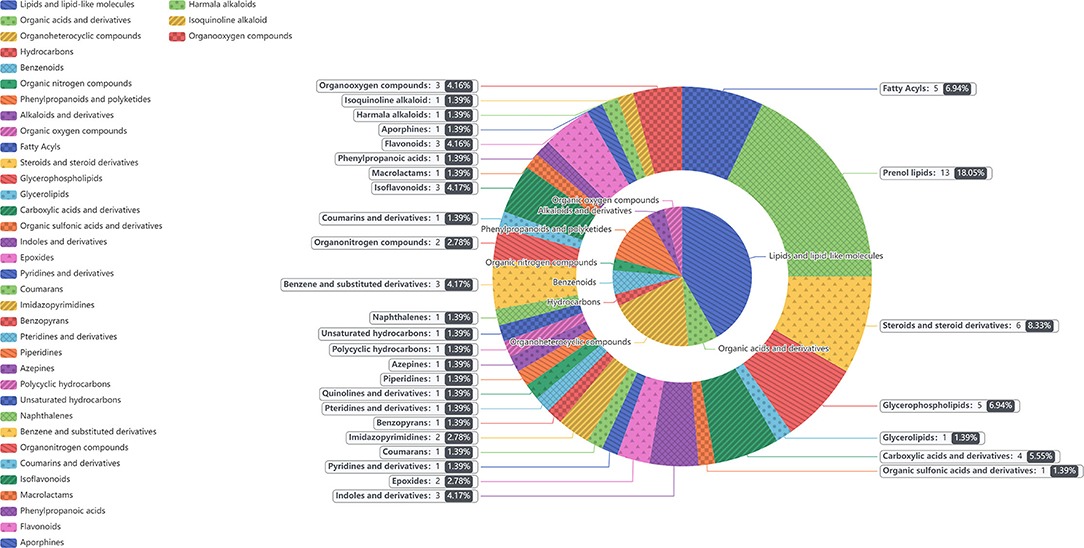 Lipids and lipid-like molecules
Organic acids and derivatives
Organoheterocyclic compounds
Hydrocarbons
Benzenoids
Organic nitrogen compounds
Phenylpropanoids and polyketides
Alkaloids and derivatives
Organic oxygen compounds
Fatty Acyls
Steroids and steroid derivatives
Glycerophospholipids
Glycerolipids
Carboxylic acids and derivatives
Organic sulfonic acids and derivatives
Indoles and derivatives
Epoxides
Pyridines and derivatives
Coumarans
Imidazopyrimidines
Benzopyrans
Pteridines and derivatives
Piperidines
Azepines
Polycyclic hydrocarbons
Unsaturated hydrocarbons
Naphthalenes
Benzene and substituted derivatives
Organonitrogen compounds
Coumarins and derivatives
Isoflavonoids
Macrolactams
Phenylpropanoic acids
Flavonoids
Aporphines
Harmala alkaloids
Isoquinoline alkaloid
Organooxygen compounds
Organooxygen compounds: 3 4.16%
Isoquinoline alkaloid: 1 1.39%
Harmala alkaloids: 1 1.39%
Aporphines: 1 1.39%
Flavonoids: 3 4.16%
Phenylpropanoic acids: 1 1.39%
Macrolactams: 1 1.39%
Isoflavonoids: 3 4.17%
Coumarins and derivatives: 1 1.39%
Organonitrogen compounds: 2 2.78%
Benzene and substituted derivatives: 3 4.17%
Naphthalenes: 1 1.39%
Unsaturated hydrocarbons: 1 1.39%
Polycyclic hydrocarbons: 1 1.39%
Azepines: 1 1.39%
Piperidines: 1 1.39%
Quinolines and derivatives: 1 1.39%
Pteridines and derivatives: 1 1.39%
Benzopyrans: 1 1.39%
Imidazopyrimidines: 2 2.78%
Coumarans: 1 1.39%
Pyridines and derivatives: 1 1.39%
Epoxides: 2 2.78%
Indoles and derivatives: 3 4.17%
Organic oxygen compounds
Alkaloids and derivatives
Phenylpropanoids and polyketides
Organic nitrogen compounds
Benzenoids
Hydrocarbons
Organoheterocyclic compounds
Lipids and lipid-like molecules
Organic acids and derivatives
Fatty Acyls: 5 6.94%
Prenol lipids: 13 18.05%
Steroids and steroid derivatives: 6 8.33%
Glycerophospholipids: 5 6.94%
Glycerolipids: 1 1.39%
Carboxylic acids and derivatives: 4 5.55%
Organic sulfonic acids and derivatives: 1 1.39%